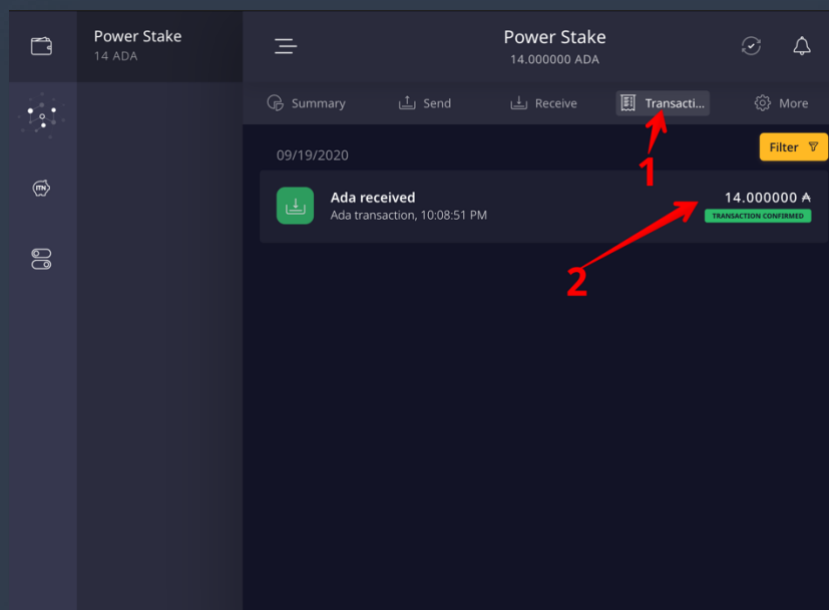 Power Stake
14 ADA
Power Stake
14.000000 ADA
Summary
Send
Receive
Transacti...
More
09/19/2020
Filter
1
Ada received
14.000000 ₳
Ada transaction, 10:08:51 PM
TRANSACTION CONFIRMED
ITN
2